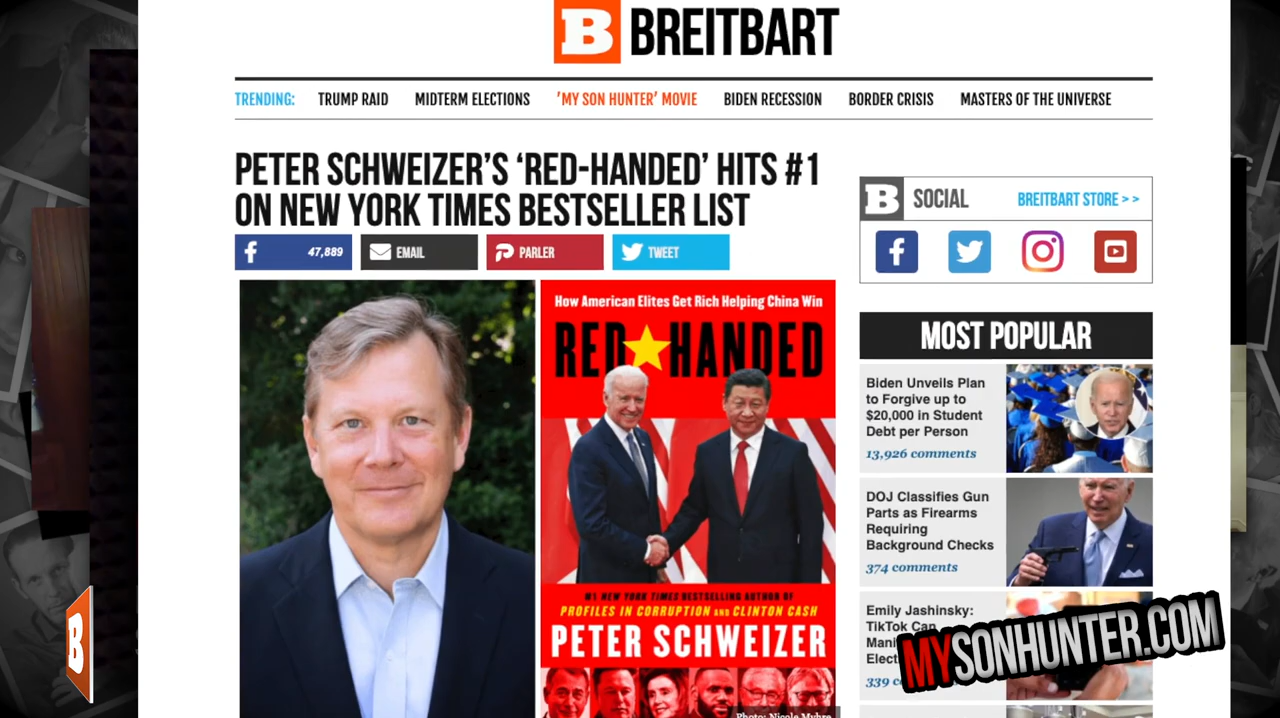 B BREITBART
TRENDING: TRUMP RAID MIDTERM ELECTIONS 'MY SON HUNTER' MOVIE BIDEN RECESSION BORDER CRISIS MASTERS OF THE UNIVERSE
PETER SCHWEIZER'S 'RED-HANDED' HITS #1
ON NEW YORK TIMES BESTSELLER LIST
47,889 EMAIL PARLER TWEET
How American Elites Get Rich Helping China Win
RED HANDED
#1 NEW YORK TIMES BESTSELLING AUTHOR OF
PROFILES IN CORRUPTION AND CLINTON CASH
PETER SCHWEIZER
Photo: Nicole Myhre
B SOCIAL BREITBART STORE >>
MOST POPULAR
Biden Unveils Plan
to Forgive up to
$20,000 in Student
Debt per Person
13,926 comments
DOJ Classifies Gun
Parts as Firearms
Requiring
Background Checks
374 comments
Emily Jashinsky:
TikTok Can
Mani
Elect
339 c
MYSONHUNTER.COM
B